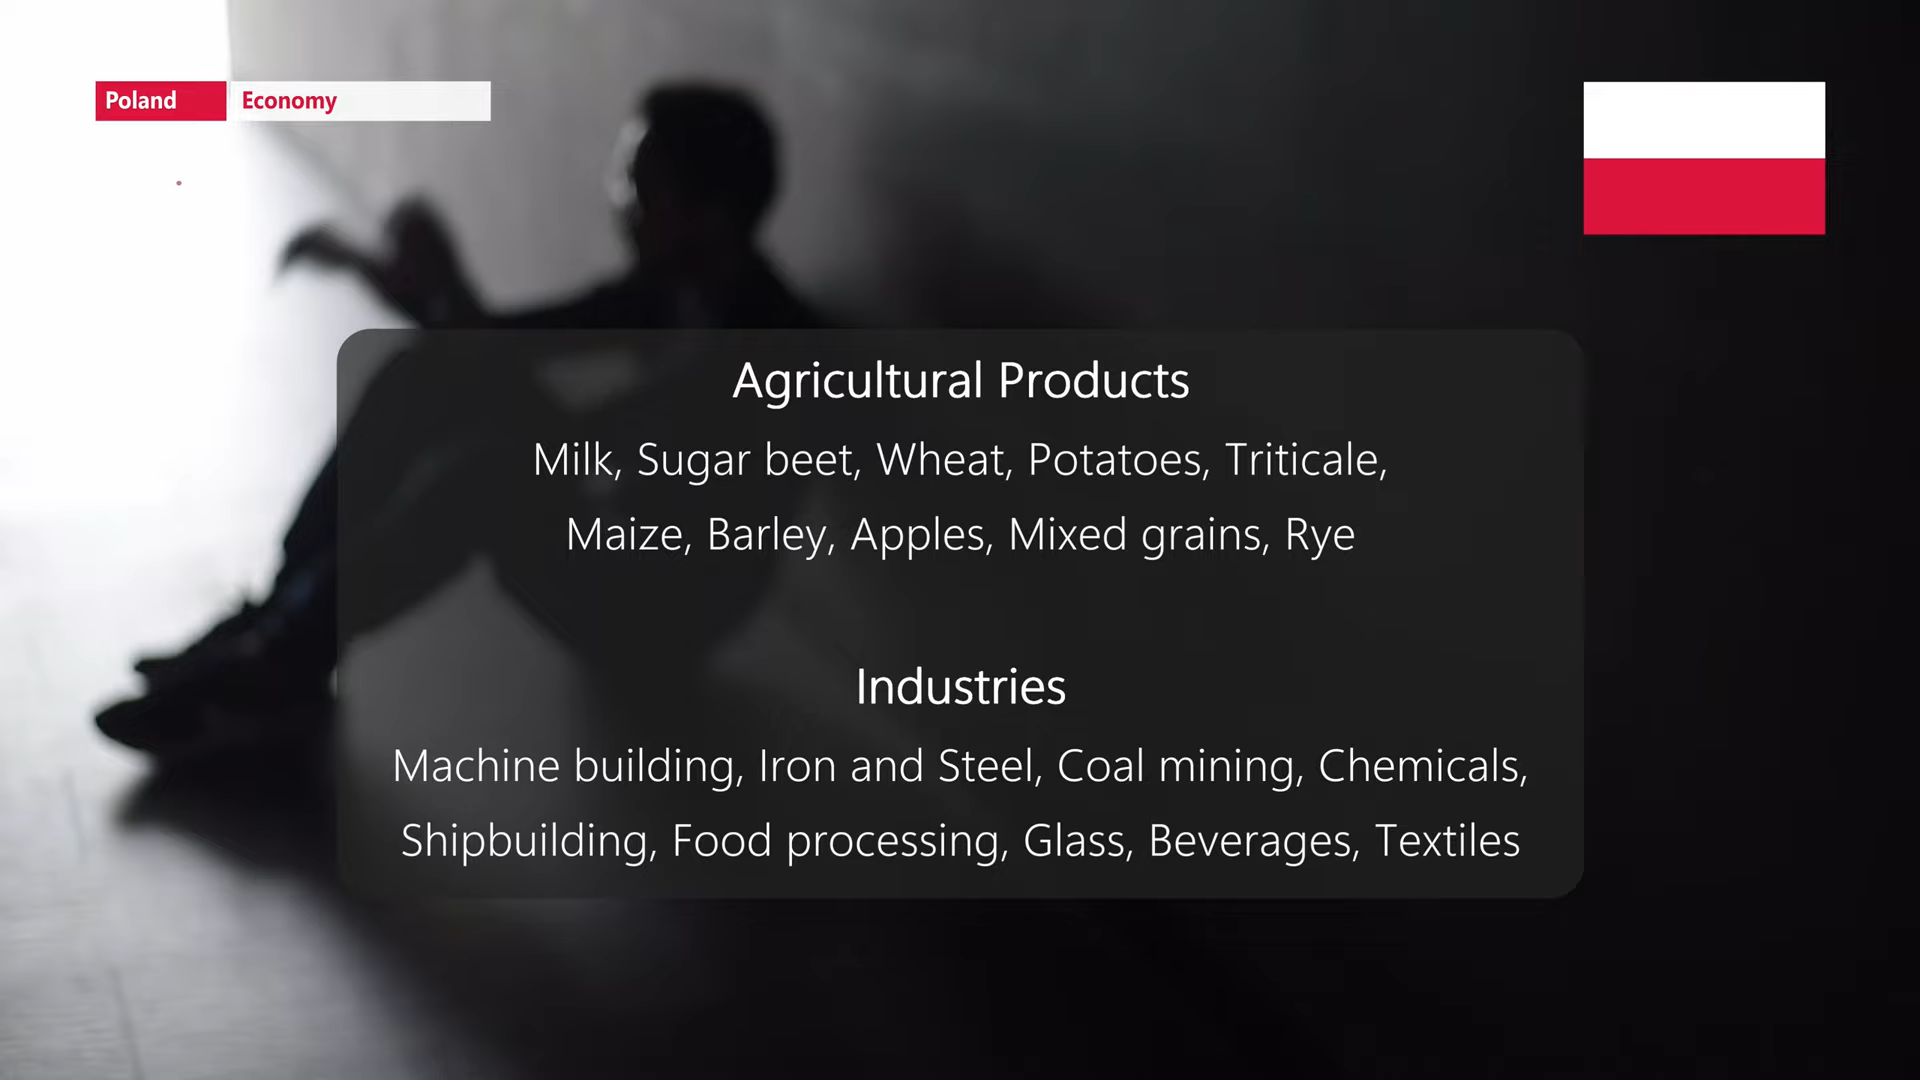 Poland Economy
Agricultural Products
Milk, Sugar beet, Wheat, Potatoes, Triticale,
Maize, Barley, Apples, Mixed grains, Rye
Industries
Machine building, Iron and Steel, Coal mining, Chemicals,
Shipbuilding, Food processing, Glass, Beverages, Textiles